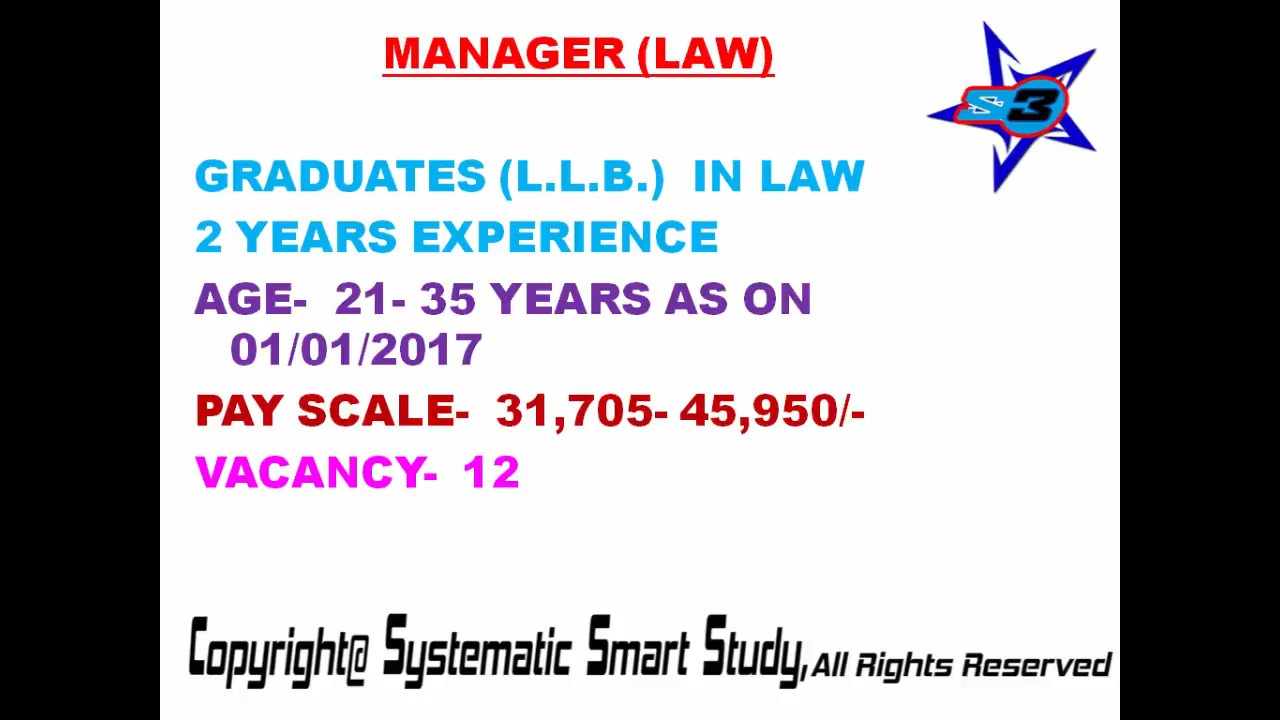 MANAGER (LAW)
S3
GRADUATES (L.L.B.) IN LAW
2 YEARS EXPERIENCE
AGE- 21- 35 YEARS AS ON
01/01/2017
PAY SCALE- 31,705- 45,950/-
VACANCY- 12
Copyright@ Systematic Smart Study, All Rights Reserved